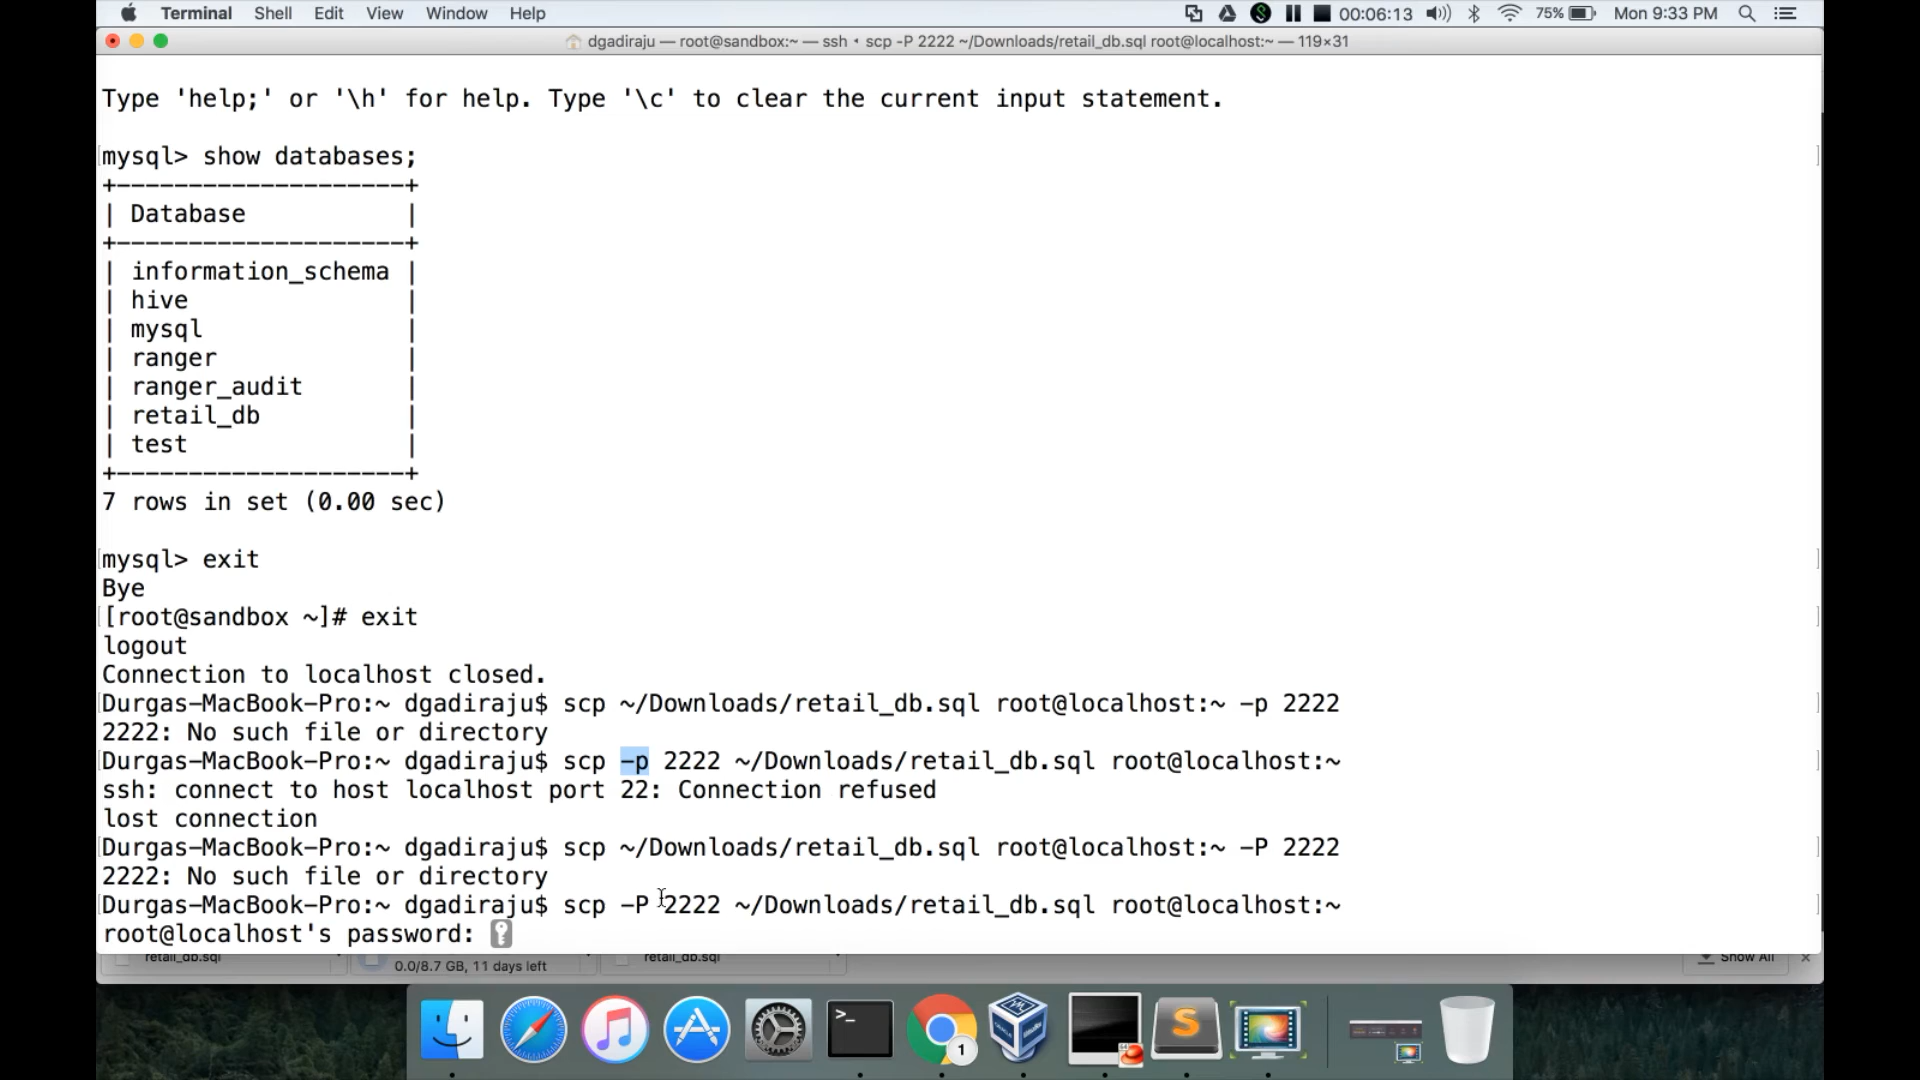 Terminal Shell Edit View Window Help 00:06:13 75% Mon 9:33 PM
dgadiraju — root@sandbox:~ — ssh • scp -P 2222 ~/Downloads/retail_db.sql root@localhost:~ — 119×31
Type 'help;' or '\h' for help. Type '\c' to clear the current input statement.
mysql> show databases;
+--------------------+
| Database           |
+--------------------+
| information_schema |
| hive               |
| mysql              |
| ranger             |
| ranger_audit       |
| retail_db          |
| test               |
+--------------------+
7 rows in set (0.00 sec)
mysql> exit
Bye
[root@sandbox ~]# exit
logout
Connection to localhost closed.
Durgas-MacBook-Pro:~ dgadiraju$ scp ~/Downloads/retail_db.sql root@localhost:~ -p 2222
2222: No such file or directory
Durgas-MacBook-Pro:~ dgadiraju$ scp -p 2222 ~/Downloads/retail_db.sql root@localhost:~
ssh: connect to host localhost port 22: Connection refused
lost connection
Durgas-MacBook-Pro:~ dgadiraju$ scp ~/Downloads/retail_db.sql root@localhost:~ -P 2222
2222: No such file or directory
Durgas-MacBook-Pro:~ dgadiraju$ scp -P 2222 ~/Downloads/retail_db.sql root@localhost:~
root@localhost's password:
retail_db.sql 0.0/8.7 GB, 11 days left retail_db.sql Show All
>_ 1 S